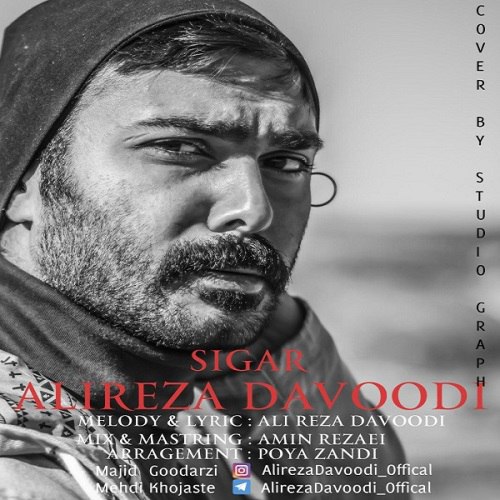 COVER BY STUDIO GRAPH
SIGAR
ALIREZA DAVOODI
MELODY & LYRIC : ALI REZA DAVOODI
MIX & MASTRING : AMIN REZAEI
ARRAGEMENT : POYA ZANDI
Majid Goodarzi AlirezaDavoodi_Offical
Mehdi Khojaste AlirezaDavoodi_Offical